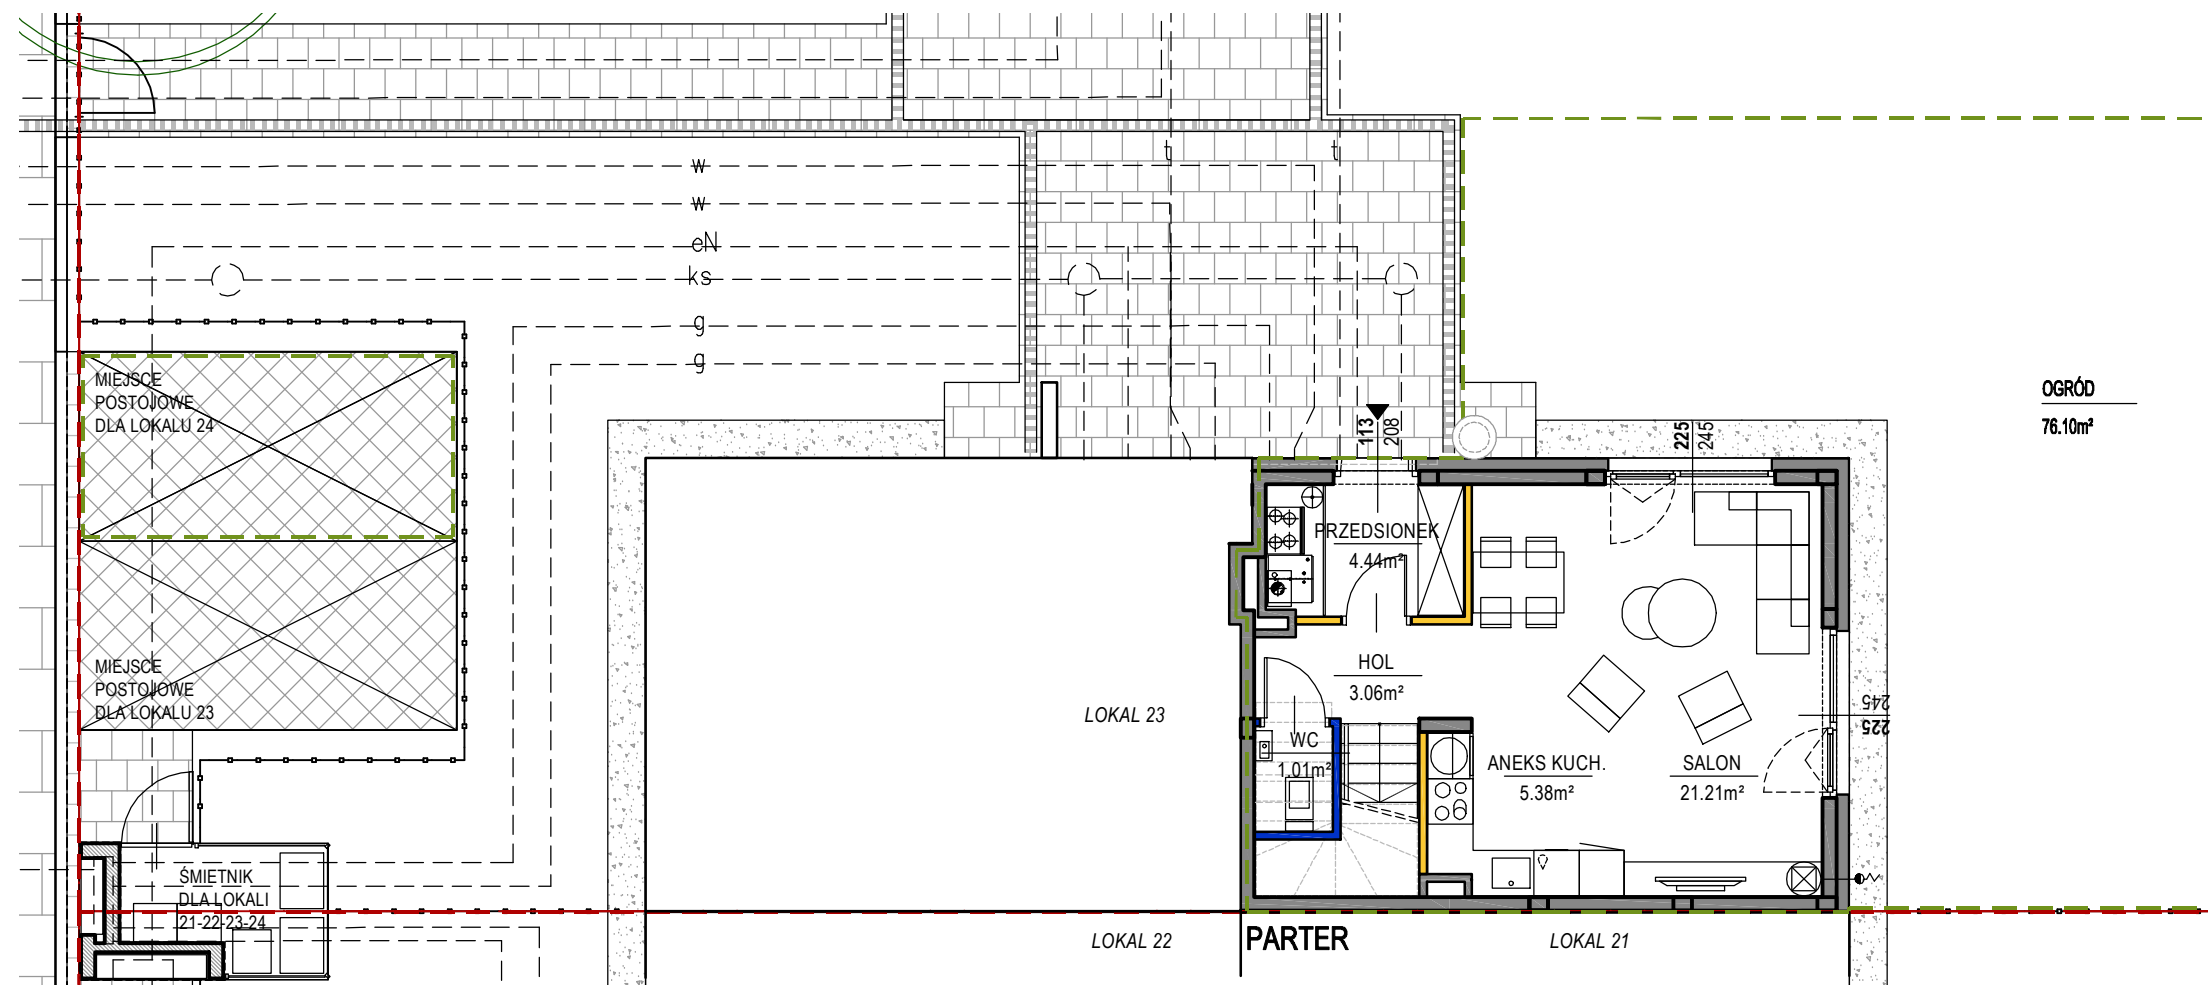 t
t
w
w
eN
ks
g
g
MIEJSCE
POSTOJOWE
DLA LOKALU 24
OGRÓD
76.10m²
113
208
225
245
PRZEDSIONEK
4.44m²
HOL
3.06m²
MIEJSCE
POSTOJOWE
DLA LOKALU 23
LOKAL 23
245
225
WC
1.01m²
ANEKS KUCH.
5.38m²
SALON
21.21m²
ŚMIETNIK
DLA LOKALI
21-22-23-24
LOKAL 22
PARTER
LOKAL 21